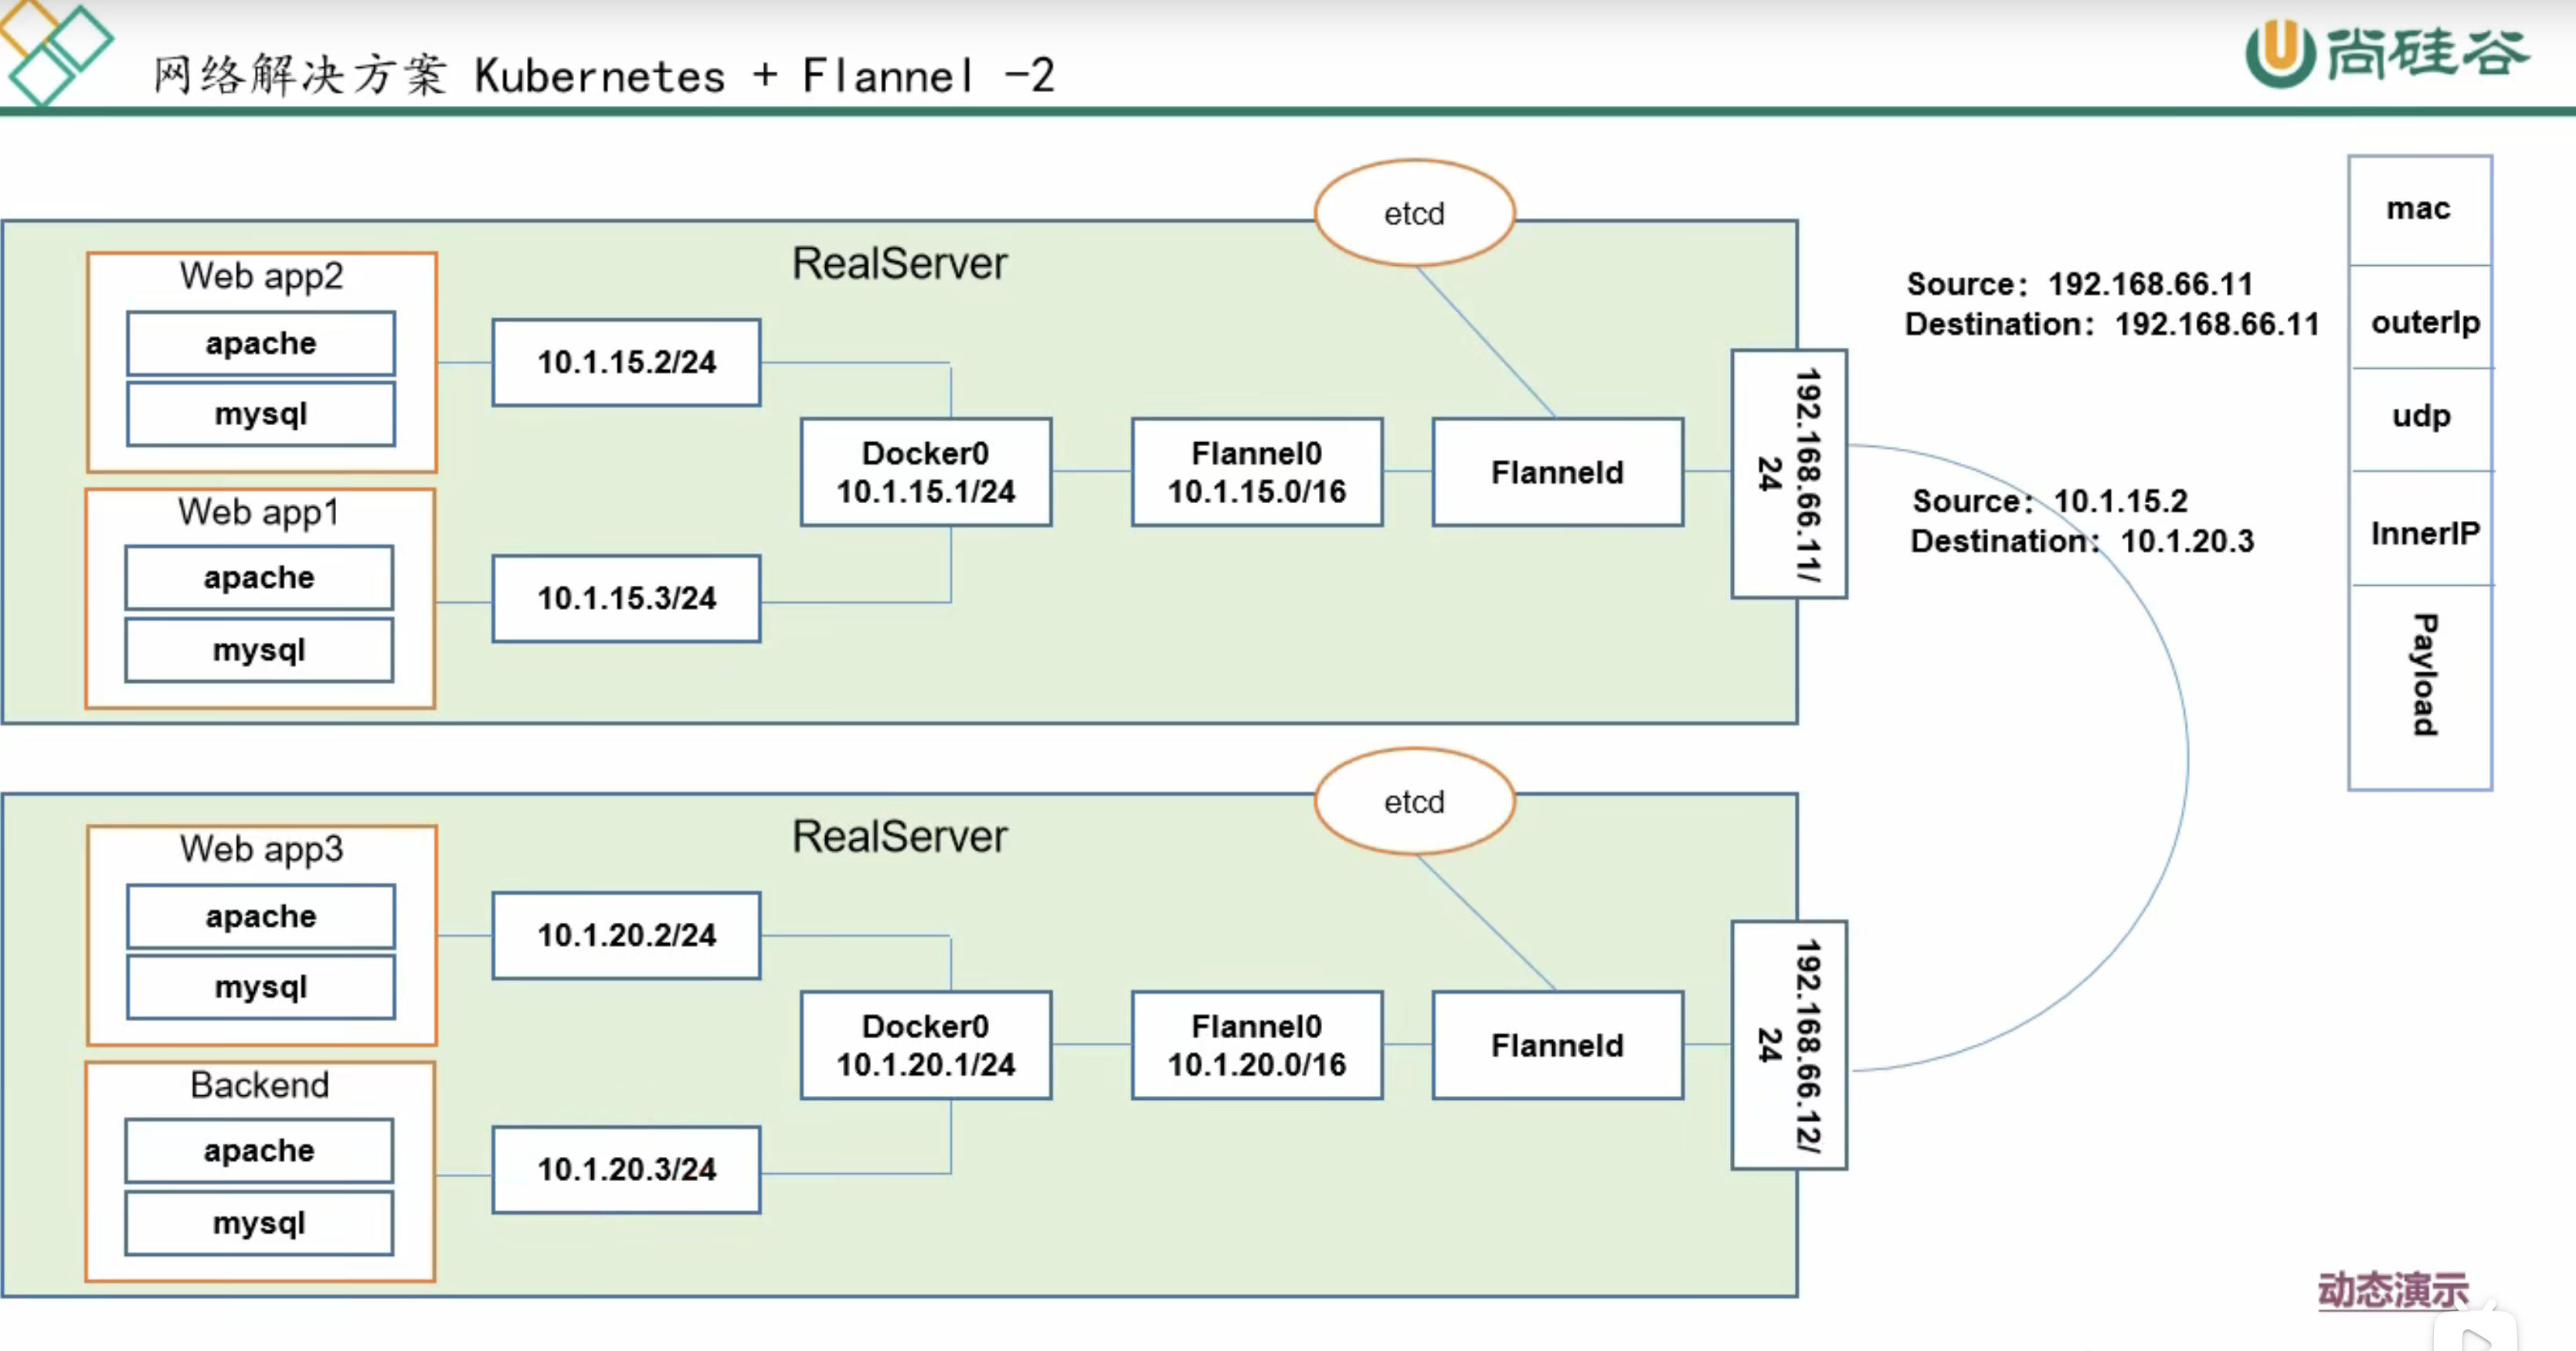 网络解决方案 Kubernetes + Flannel -2
尚硅谷
etcd
RealServer
Web app2
apache
mysql
10.1.15.2/24
Web app1
apache
mysql
10.1.15.3/24
Docker0
10.1.15.1/24
Flannel0
10.1.15.0/16
Flanneld
192.168.66.11/
24
Source：192.168.66.11
Destination：192.168.66.11
Source：10.1.15.2
Destination：10.1.20.3
mac
outerIp
udp
InnerIP
Payload
etcd
RealServer
Web app3
apache
mysql
10.1.20.2/24
Backend
apache
mysql
10.1.20.3/24
Docker0
10.1.20.1/24
Flannel0
10.1.20.0/16
Flanneld
192.168.66.12/
24
动态演示